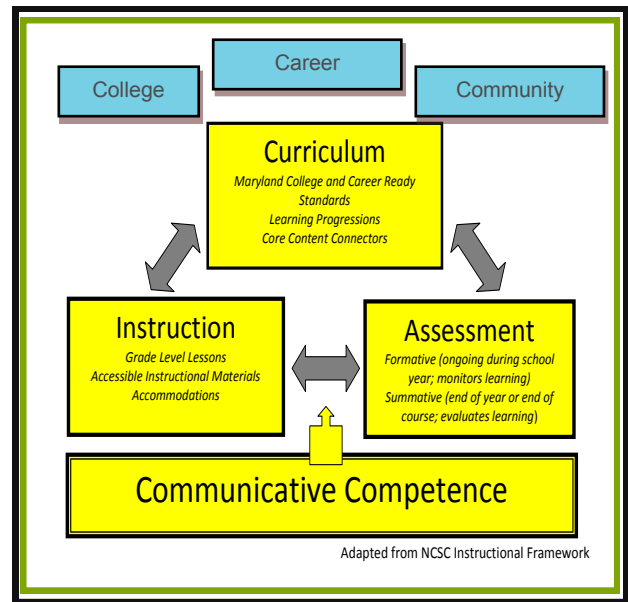 College
Career
Community
Curriculum
Maryland College and Career Ready
Standards
Learning Progressions
Core Content Connectors
Instruction
Grade Level Lessons
Accessible Instructional Materials
Accommodations
Assessment
Formative (ongoing during school
year; monitors learning)
Summative (end of year or end of
course; evaluates learning)
Communicative Competence
Adapted from NCSC Instructional Framework